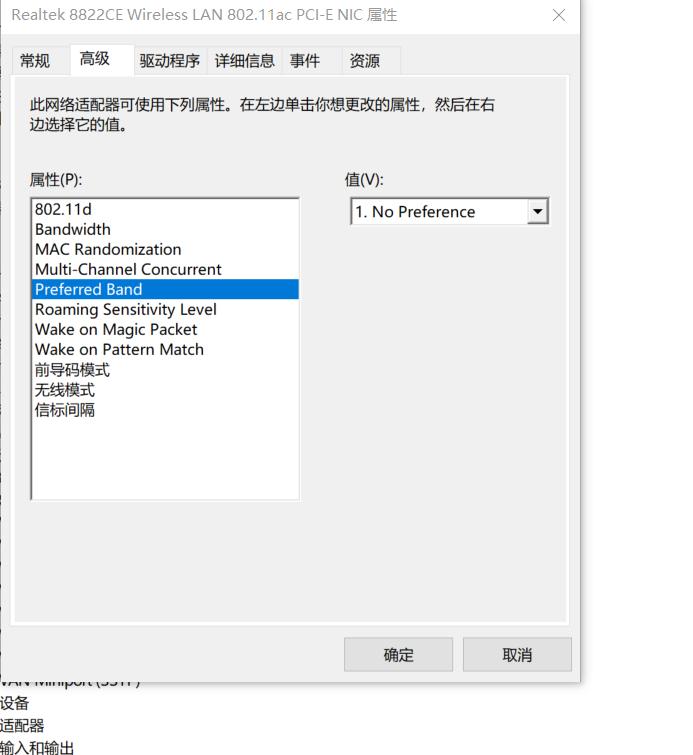 Realtek 8822CE Wireless LAN 802.11ac PCI-E NIC 属性
常规 高级 驱动程序 详细信息 事件 资源
此网络适配器可使用下列属性。在左边单击你想更改的属性，然后在右
边选择它的值。
属性(P):
值(V):
802.11d
1. No Preference
Bandwidth
MAC Randomization
Multi-Channel Concurrent
Preferred Band
Roaming Sensitivity Level
Wake on Magic Packet
Wake on Pattern Match
前导码模式
无线模式
信标间隔
确定 取消
设备
适配器
输入和输出